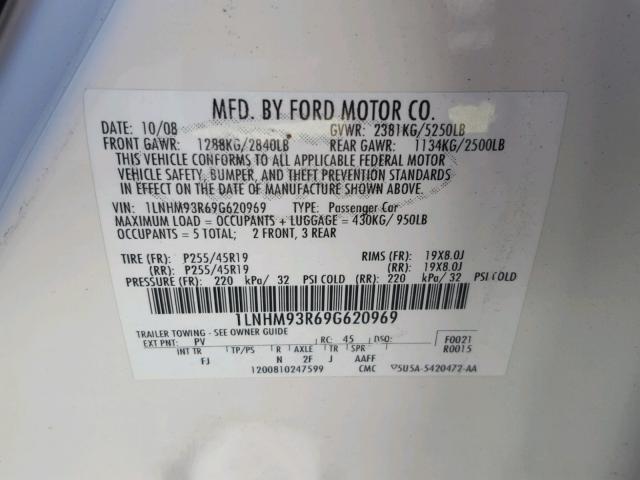 MFD. BY FORD MOTOR CO.
DATE: 10/08 GVWR: 2381KG/5250LB
FRONT GAWR: 1288KG/2840LB REAR GAWR: 1134KG/2500LB
THIS VEHICLE CONFORMS TO ALL APPLICABLE FEDERAL MOTOR
VEHICLE SAFETY, BUMPER, AND THEFT PREVENTION STANDARDS
IN EFFECT ON THE DATE OF MANUFACTURE SHOWN ABOVE.
VIN: 1LNHM93R69G620969 TYPE: Passenger Car
MAXIMUM LOAD = OCCUPANTS + LUGGAGE = 430KG/ 950LB
OCCUPANTS = 5 TOTAL; 2 FRONT, 3 REAR
TIRE (FR): P255/45R19 RIMS (FR): 19X8.0J
(RR): P255/45R19 (RR): 19X8.0J
PRESSURE (FR): 220 kPa/ 32 PSI COLD (RR): 220 kPa/ 32 PSI COLD
1LNHM93R69G620969
TRAILER TOWING - SEE OWNER GUIDE
EXT PNT: PV RC: 45 DSO: F0021
INT TR TP/PS R AXLE TR SPR R0015
FJ N 2F J AAFF
1200810247599 CMC 5U5A-5420472-AA